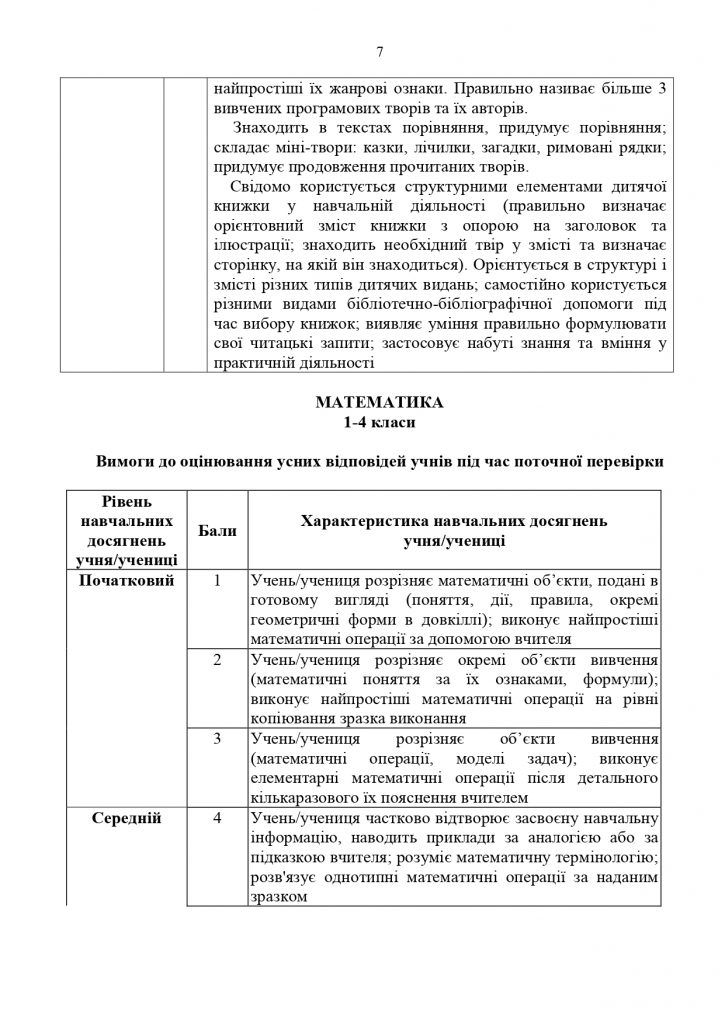 7
найпростіші їх жанрові ознаки. Правильно називає більше 3
вивчених програмових творів та їх авторів.
Знаходить в текстах порівняння, придумує порівняння;
складає міні-твори: казки, лічилки, загадки, римовані рядки;
придумує продовження прочитаних творів.
Свідомо користується структурними елементами дитячої
книжки у навчальній діяльності (правильно визначає
орієнтовний зміст книжки з опорою на заголовок та
ілюстрації; знаходить необхідний твір у змісті та визначає
сторінку, на якій він знаходиться). Орієнтується в структурі і
змісті різних типів дитячих видань; самостійно користується
різними видами бібліотечно-бібліографічної допомоги під
час вибору книжок; виявляє уміння правильно формулювати
свої читацькі запити; застосовує набуті знання та вміння у
практичній діяльності
МАТЕМАТИКА
1-4 класи
Вимоги до оцінювання усних відповідей учнів під час поточної перевірки
Рівень
навчальних
досягнень
учня/учениці
Бали
Характеристика навчальних досягнень
учня/учениці
Початковий
1
Учень/учениця розрізняє математичні об’єкти, подані в
готовому вигляді (поняття, дії, правила, окремі
геометричні форми в довкіллі); виконує найпростіші
математичні операції за допомогою вчителя
2
Учень/учениця розрізняє окремі об’єкти вивчення
(математичні поняття за їх ознаками, формули);
виконує найпростіші математичні операції на рівні
копіювання зразка виконання
3
Учень/учениця розрізняє об’єкти вивчення
(математичні операції, моделі задач); виконує
елементарні математичні операції після детального
кількаразового їх пояснення вчителем
Середній
4
Учень/учениця частково відтворює засвоєну навчальну
інформацію, наводить приклади за аналогією або за
підказкою вчителя; розуміє математичну термінологію;
розв'язує однотипні математичні операції за наданим
зразком